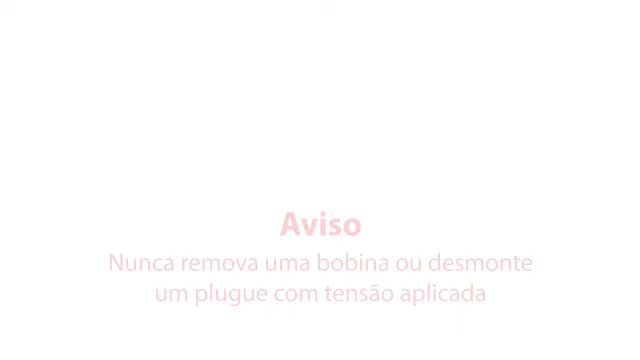 Aviso
Nunca remova uma bobina ou desmonte
um plugue com tensão aplicada